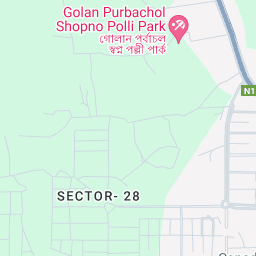 Golan Purbachol
Shopno Polli Park
গোলান পূর্বাচল
স্বপ্ন পল্লী পার্ক
N1
SECTOR- 28